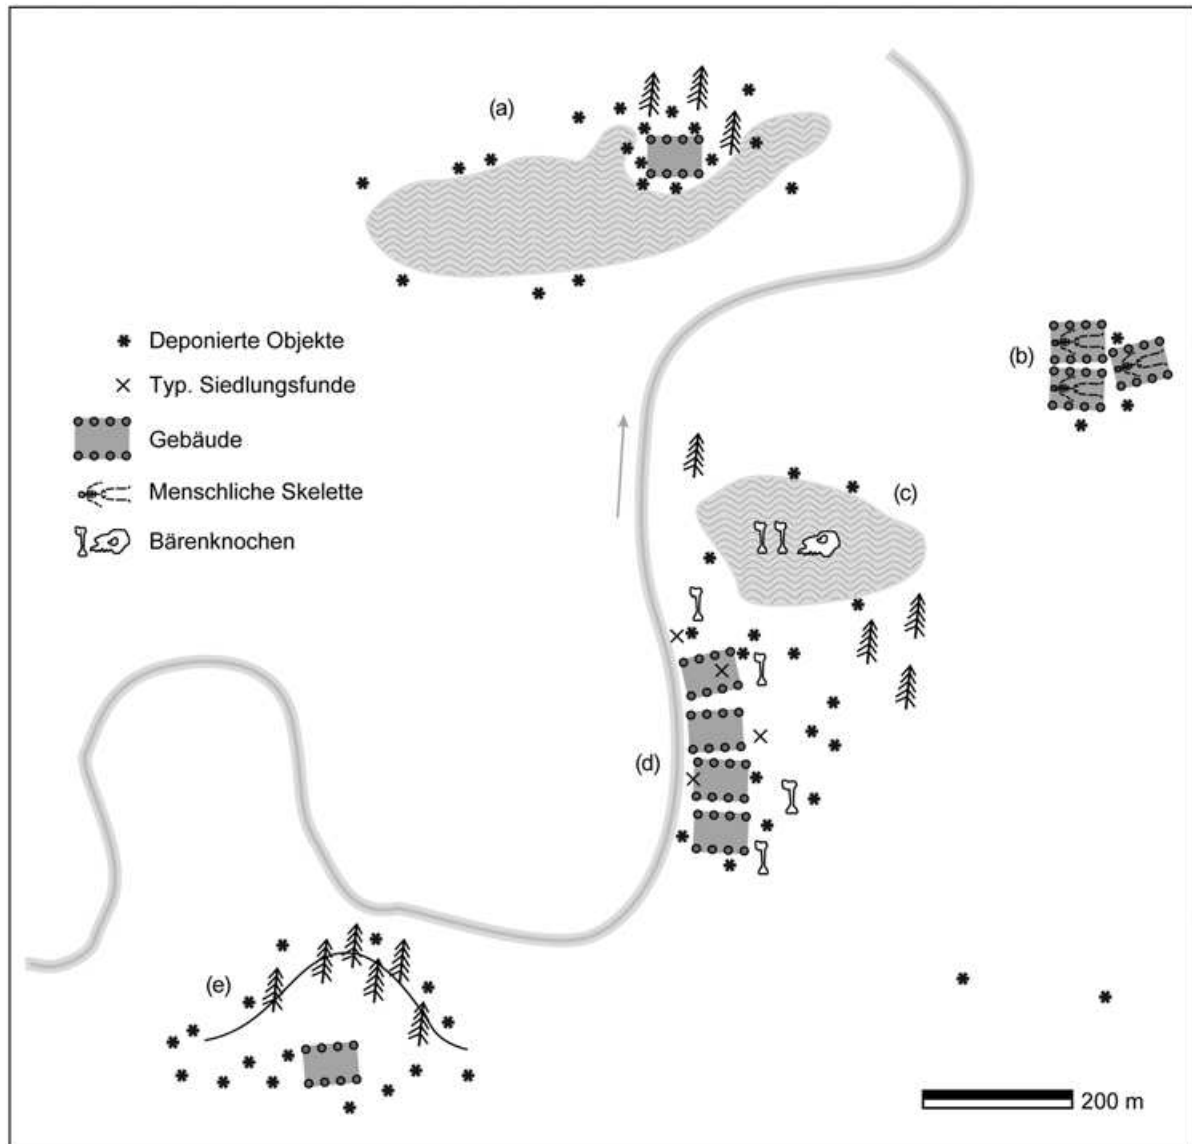 (a)
Deponierte Objekte
Typ. Siedlungsfunde
(b)
Gebäude
(c)
Menschliche Skelette
Bärenknochen
(d)
(e)
200 m